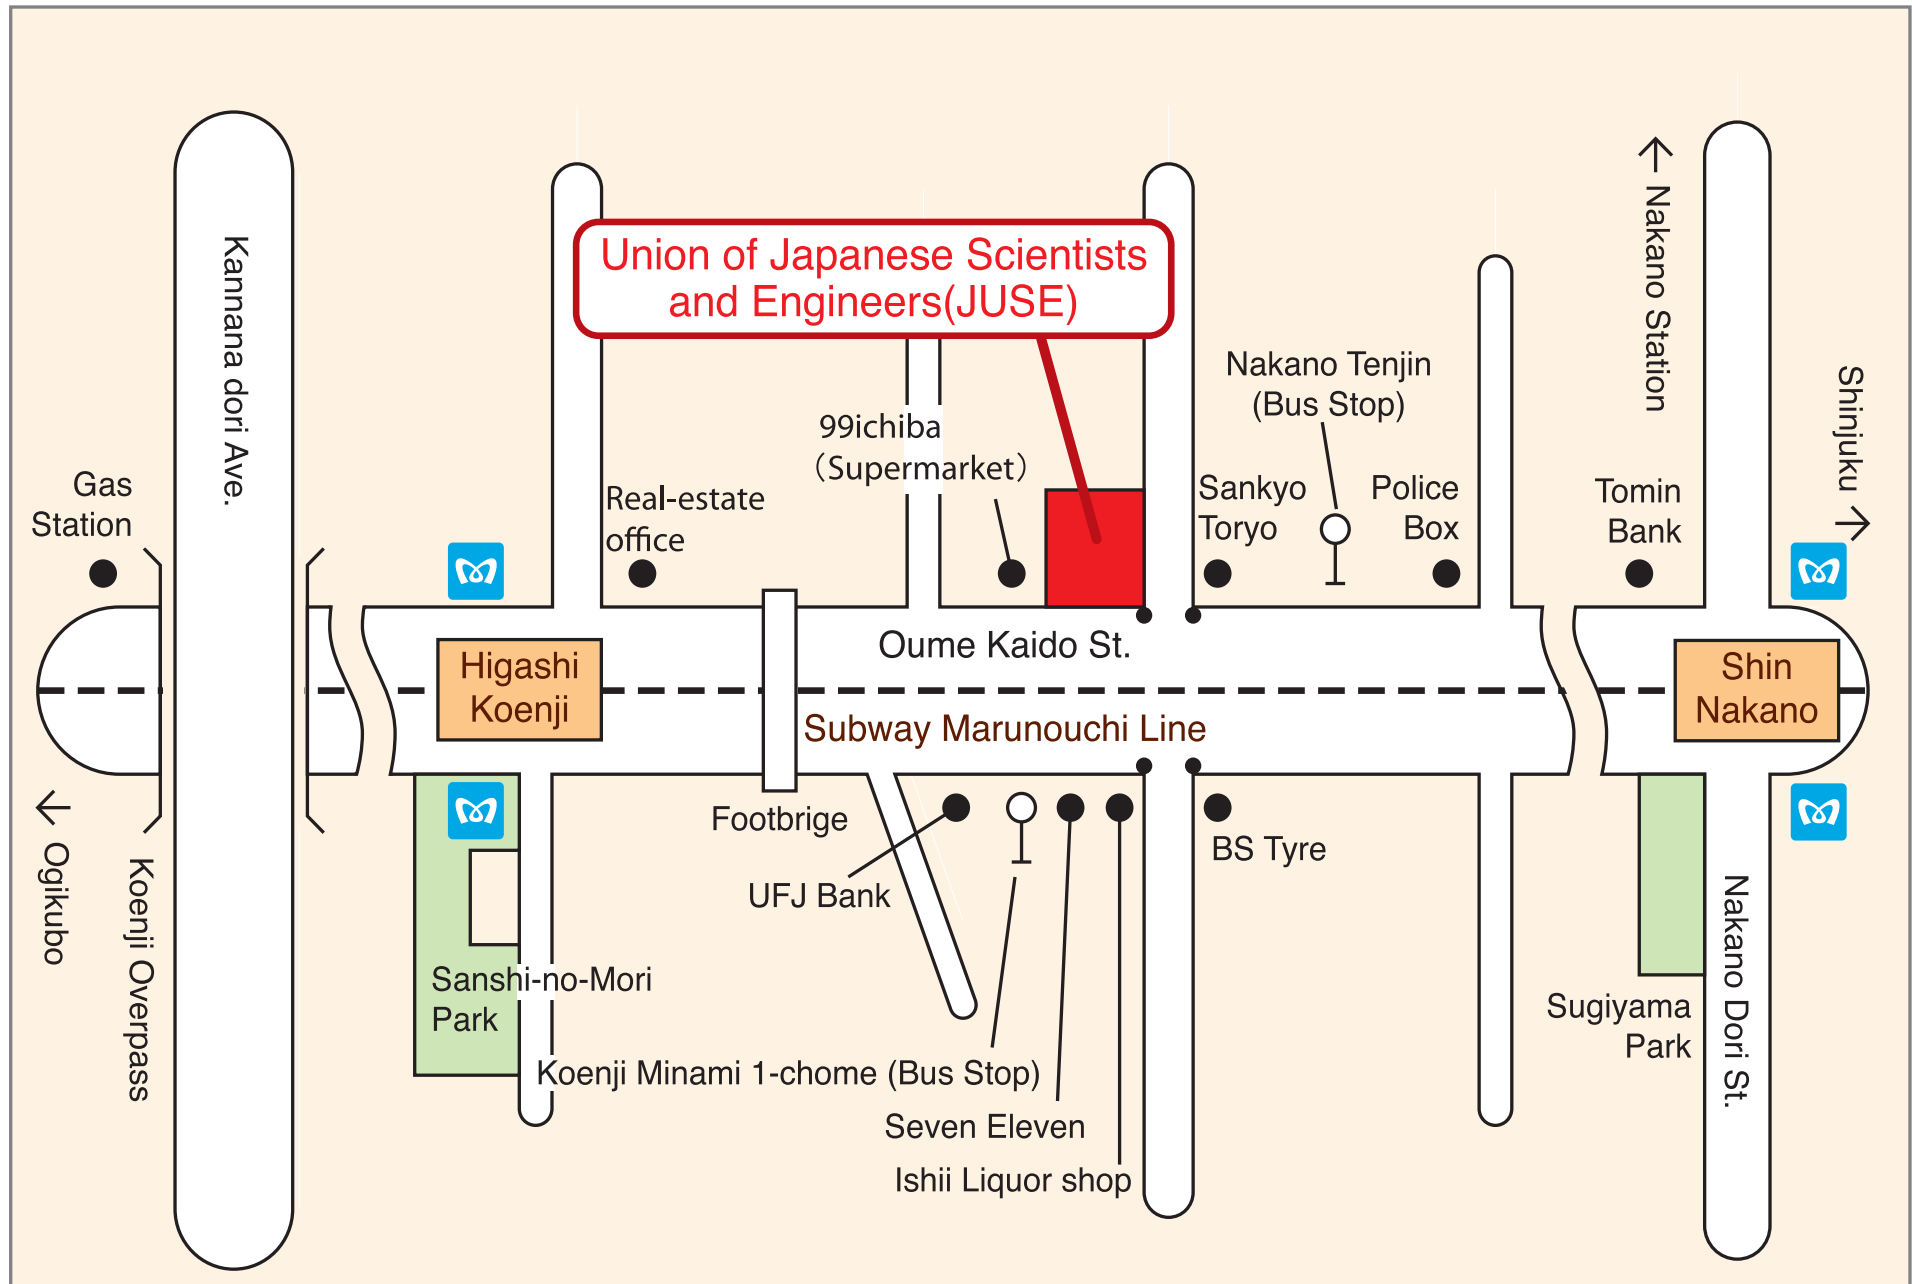 Union of Japanese Scientists
and Engineers(JUSE)
Kannana dori Ave.
Nakano Station
Shinjuku
Nakano Tenjin
(Bus Stop)
99ichiba
(Supermarket)
Gas
Station
Real-estate
office
Sankyo
Toryo
Police
Box
Tomin
Bank
Oume Kaido St.
Higashi
Koenji
Shin
Nakano
Subway Marunouchi Line
Footbrige
BS Tyre
UFJ Bank
Ogikubo
Koenji Overpass
Sanshi-no-Mori
Park
Sugiyama
Park
Nakano Dori St.
Koenji Minami 1-chome (Bus Stop)
Seven Eleven
Ishii Liquor shop